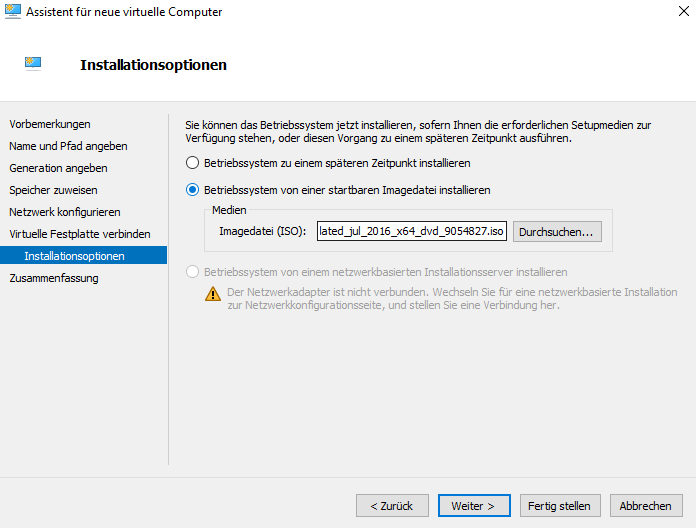 Assistent für neue virtuelle Computer
Installationsoptionen
Vorbemerkungen
Name und Pfad angeben
Generation angeben
Speicher zuweisen
Netzwerk konfigurieren
Virtuelle Festplatte verbinden
Installationsoptionen
Zusammenfassung
Sie können das Betriebssystem jetzt installieren, sofern Ihnen die erforderlichen Setupmedien zur
Verfügung stehen, oder diesen Vorgang zu einem späteren Zeitpunkt ausführen.
Betriebssystem zu einem späteren Zeitpunkt installieren
Betriebssystem von einer startbaren Imagedatei installieren
Medien
Imagedatei (ISO): lated_jul_2016_x64_dvd_9054827.iso Durchsuchen...
Betriebssystem von einem netzwerkbasierten Installationsserver installieren
Der Netzwerkadapter ist nicht verbunden. Wechseln Sie für eine netzwerkbasierte Installation
zur Netzwerkkonfigurationsseite, und stellen Sie eine Verbindung her.
< Zurück Weiter > Fertig stellen Abbrechen